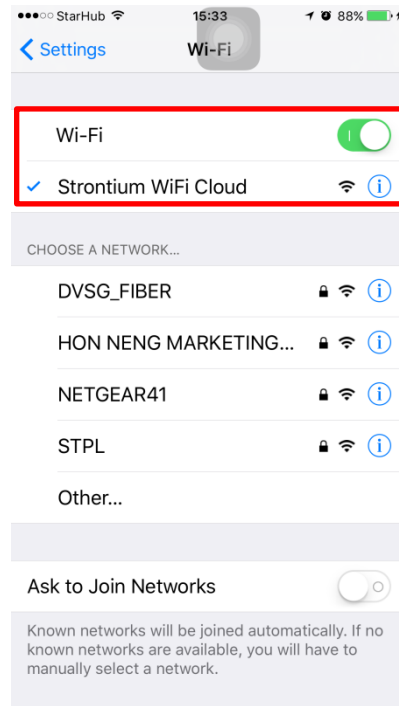 StarHub 15:33 88%
Settings Wi-Fi
Wi-Fi
Strontium WiFi Cloud
CHOOSE A NETWORK...
DVSG_FIBER
HON NENG MARKETING...
NETGEAR41
STPL
Other...
Ask to Join Networks
Known networks will be joined automatically. If no
known networks are available, you will have to
manually select a network.